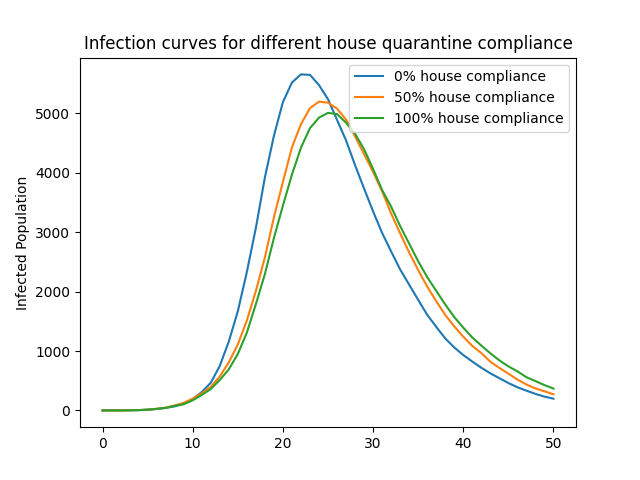 Infection curves for different house quarantine compliance
0% house compliance
50% house compliance
100% house compliance
Infected Population
5000
4000
3000
2000
1000
0
0 10 20 30 40 50